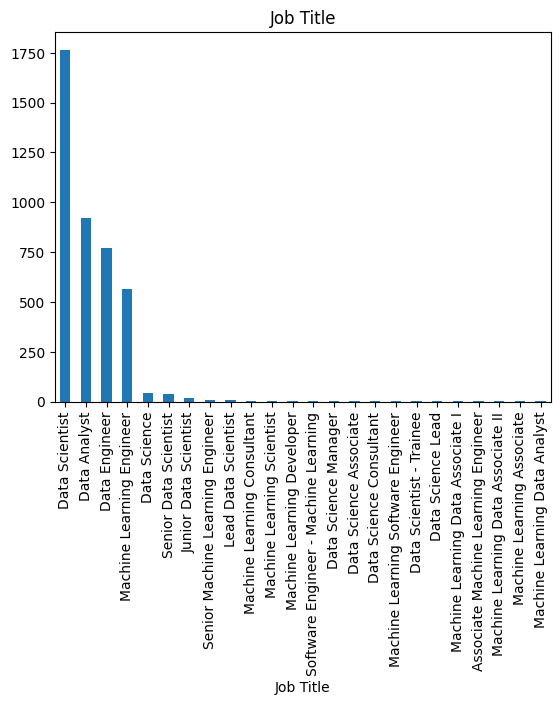 Job Title
1750
1500
1250
1000
750
500
250
0
Data Scientist
Data Analyst
Data Engineer
Machine Learning Engineer
Data Science
Senior Data Scientist
Junior Data Scientist
Senior Machine Learning Engineer
Lead Data Scientist
Machine Learning Consultant
Machine Learning Scientist
Machine Learning Developer
Software Engineer - Machine Learning
Data Science Manager
Data Science Associate
Data Science Consultant
Machine Learning Software Engineer
Data Scientist - Trainee
Data Science Lead
Machine Learning Data Associate I
Associate Machine Learning Engineer
Machine Learning Data Associate II
Machine Learning Associate
Machine Learning Data Analyst
Job Title